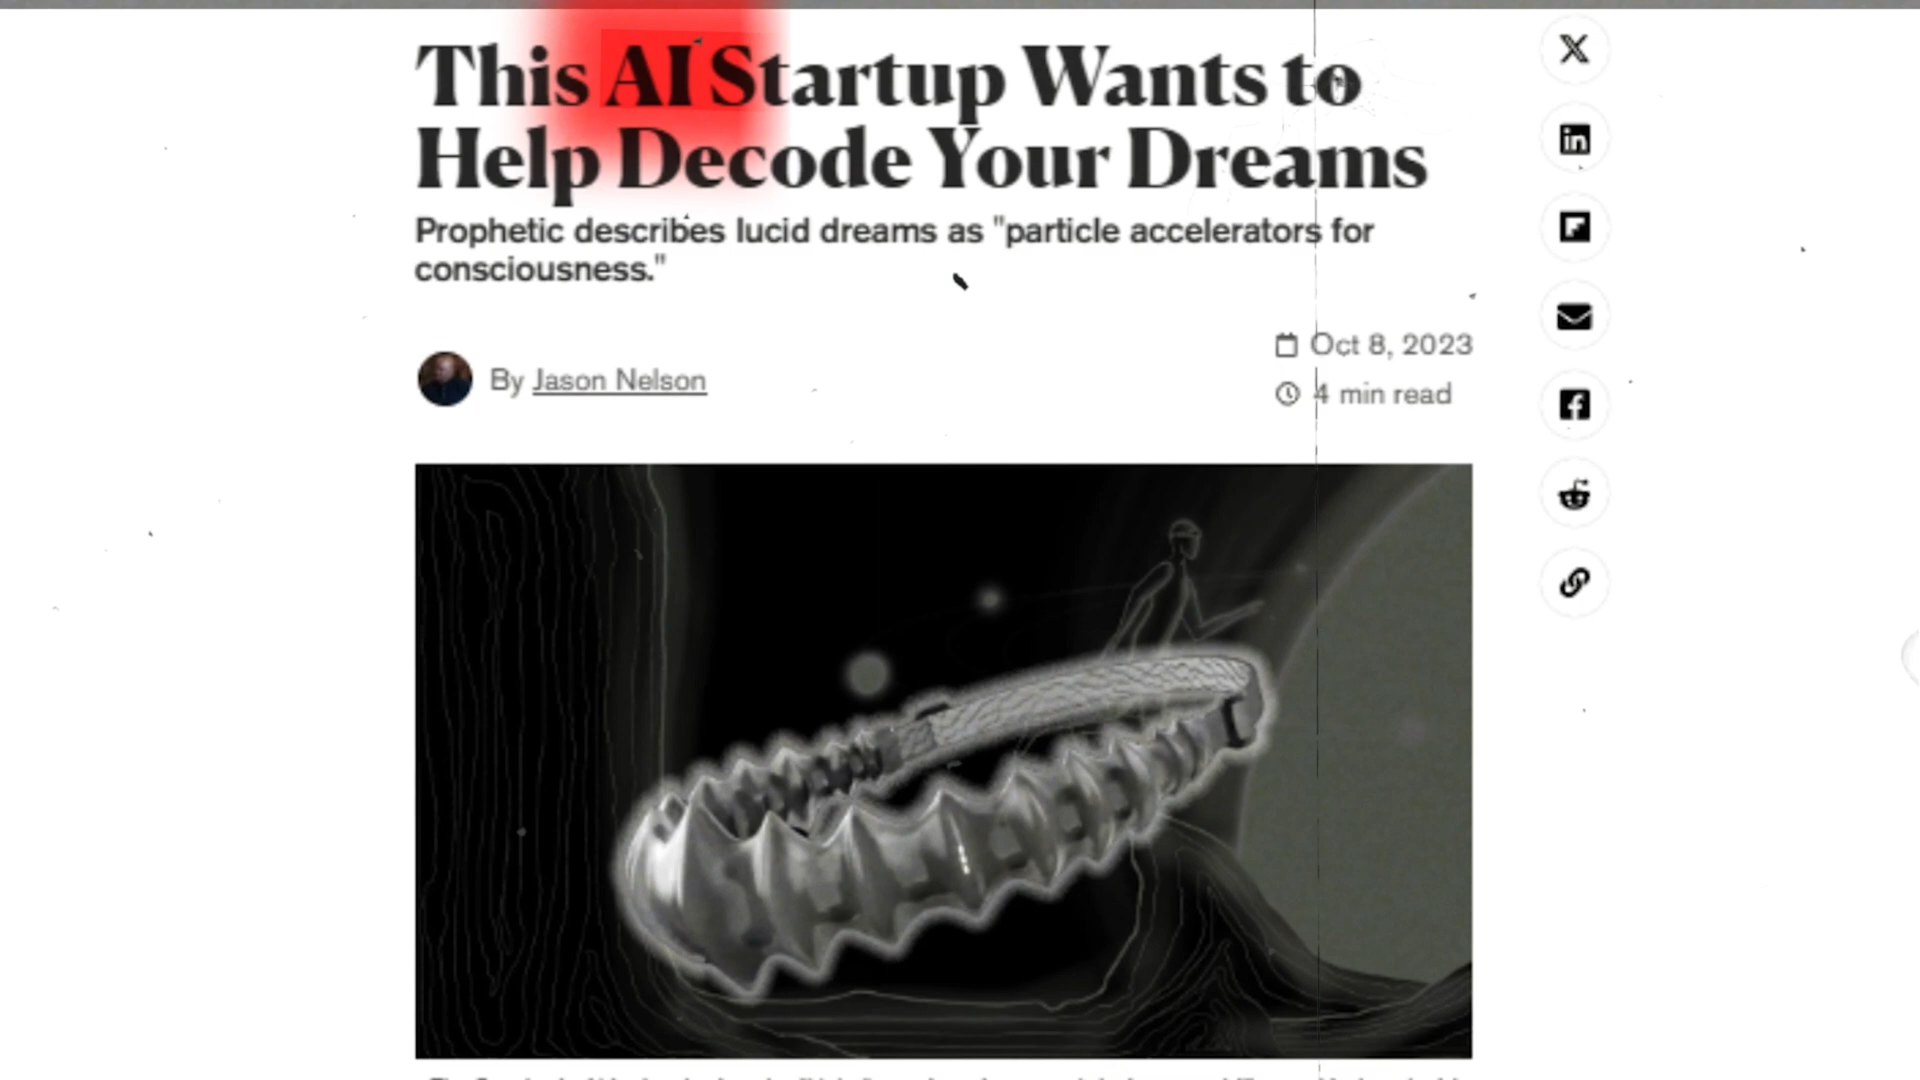 This AI Startup Wants to
Help Decode Your Dreams
Prophetic describes lucid dreams as "particle accelerators for
consciousness."
By Jason Nelson
Oct 8, 2023
4 min read